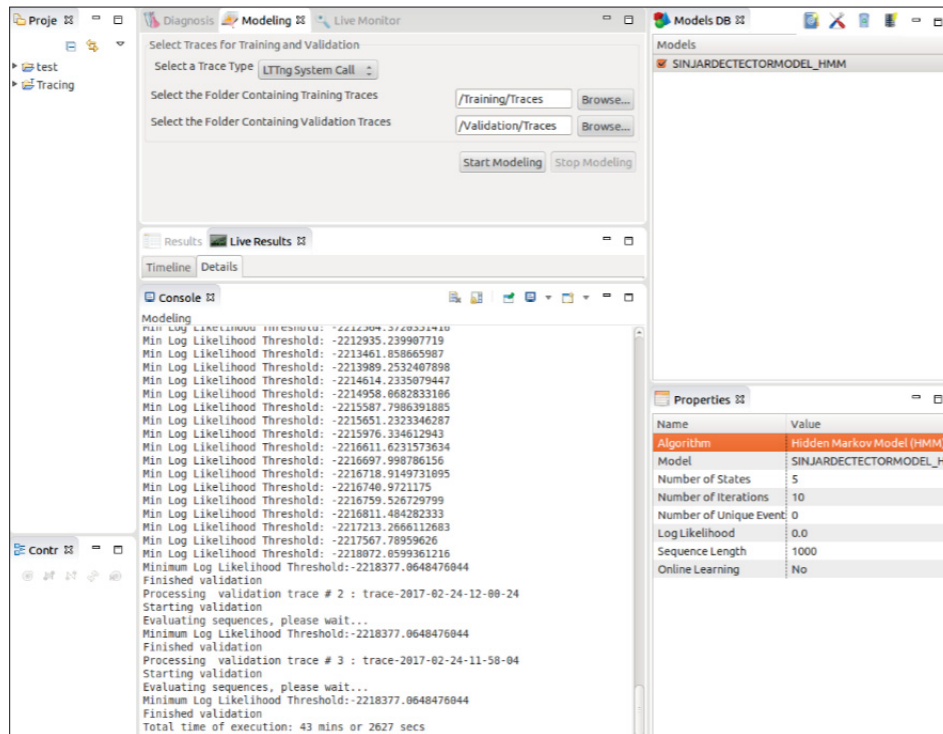 Proje
test
Tracing
Contr
Diagnosis Modeling Live Monitor
Select Traces for Training and Validation
Select a Trace Type LTTng System Call
Select the Folder Containing Training Traces /Training/Traces Browse...
Select the Folder Containing Validation Traces /Validation/Traces Browse...
Start Modeling Stop Modeling
Results Live Results
Timeline Details
Console
Modeling
Min Log Likelihood Threshold:
Min Log Likelihood Threshold: -2212935.239907719
Min Log Likelihood Threshold: -2213461.858665987
Min Log Likelihood Threshold: -2213989.2532407898
Min Log Likelihood Threshold: -2214614.2335079447
Min Log Likelihood Threshold: -2214958.0682833106
Min Log Likelihood Threshold: -2215587.7986391885
Min Log Likelihood Threshold: -2215651.2323346287
Min Log Likelihood Threshold: -2215976.334612943
Min Log Likelihood Threshold: -2216611.6231573634
Min Log Likelihood Threshold: -2216697.998786156
Min Log Likelihood Threshold: -2216718.9149731095
Min Log Likelihood Threshold: -2216740.9721175
Min Log Likelihood Threshold: -2216759.526729799
Min Log Likelihood Threshold: -2216811.484282333
Min Log Likelihood Threshold: -2217213.2666112683
Min Log Likelihood Threshold: -2217567.78959626
Min Log Likelihood Threshold: -2218072.0599361216
Minimum Log Likelihood Threshold:-2218377.0648476044
Finished validation
Processing validation trace # 2 : trace-2017-02-24-12-00-24
Starting validation
Evaluating sequences, please wait...
Minimum Log Likelihood Threshold:-2218377.0648476044
Finished validation
Processing validation trace # 3 : trace-2017-02-24-11-58-04
Starting validation
Evaluating sequences, please wait...
Minimum Log Likelihood Threshold:-2218377.0648476044
Finished validation
Total time of execution: 43 mins or 2627 secs
Models DB
Models
SINJARDECTECTORMODEL_HMM
Properties
Name Value
Algorithm Hidden Markov Model (HMM)
Model SINJARDECTECTORMODEL_H
Number of States 5
Number of Iterations 10
Number of Unique Event 0
Log Likelihood 0.0
Sequence Length 1000
Online Learning No